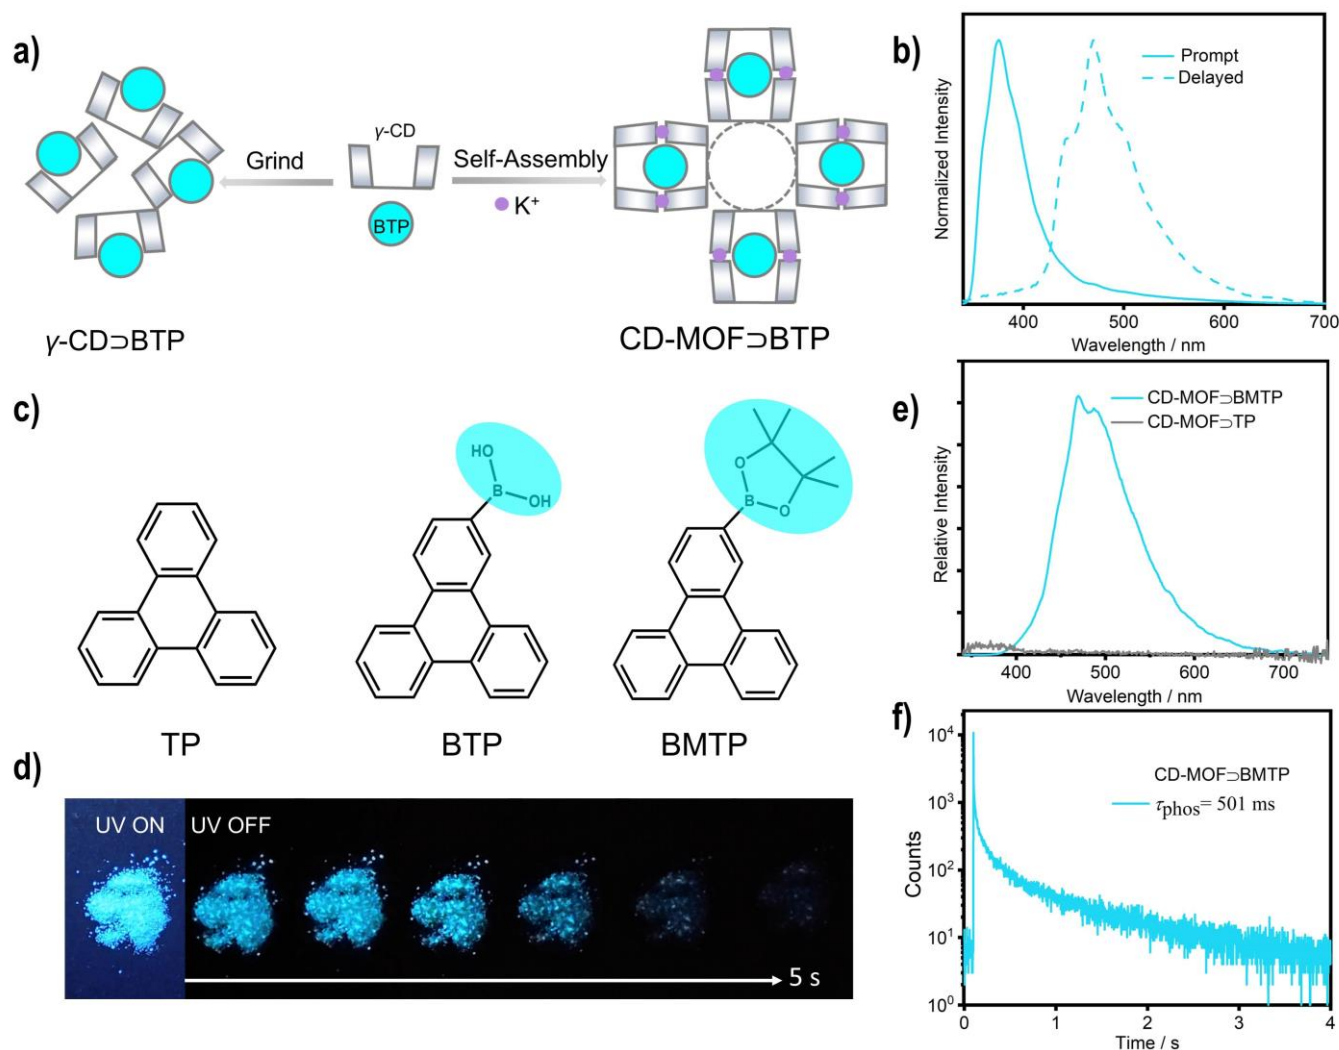 a)
γ-CD
Grind
Self-Assembly
K⁺
BTP
γ-CD⊃BTP
CD-MOF⊃BTP
b)
Prompt
Delayed
Normalized Intensity
400
500
600
700
Wavelength / nm
c)
HO
B
OH
O
B
O
TP
BTP
BMTP
d)
UV ON
UV OFF
5 s
e)
CD-MOF⊃BMTP
CD-MOF⊃TP
Relative Intensity
400
500
600
700
Wavelength / nm
f)
10⁴
10³
10²
10¹
10⁰
Counts
CD-MOF⊃BMTP
τphos= 501 ms
0
1
2
3
4
Time / s